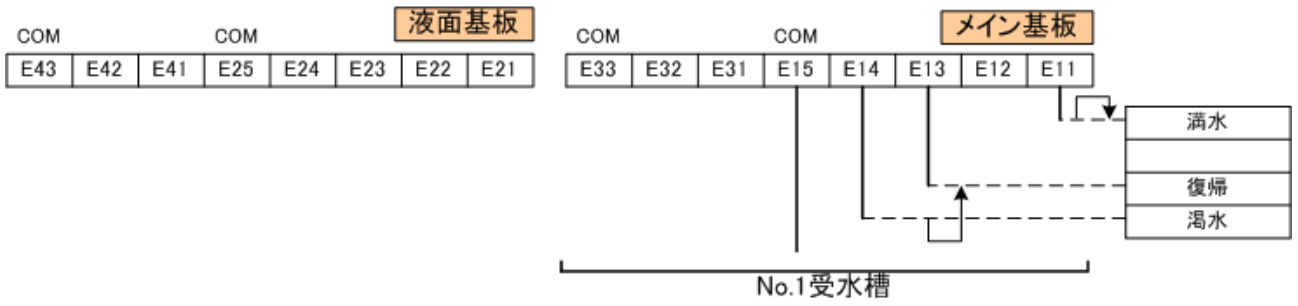 液面基板
メイン基板
COM COM COM COM
E43 E42 E41 E25 E24 E23 E22 E21 E33 E32 E31 E15 E14 E13 E12 E11
満水
復帰
渇水
No.1受水槽